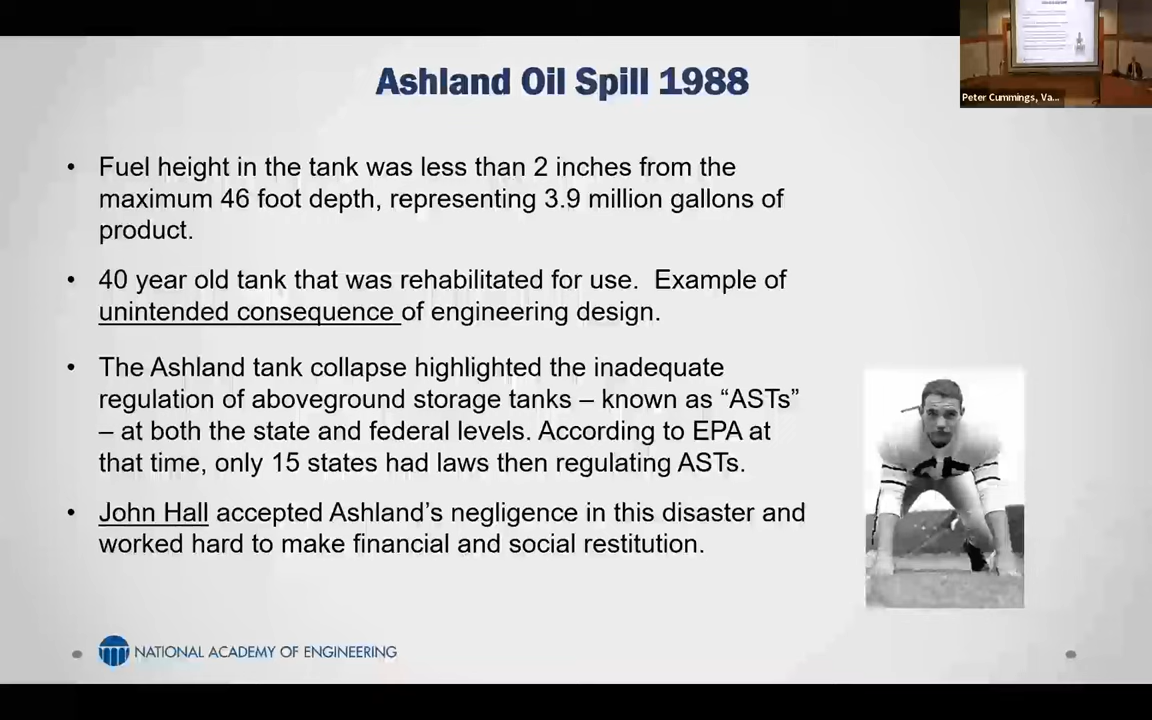 Ashland Oil Spill 1988
Peter Cummings, Va...
• Fuel height in the tank was less than 2 inches from the
maximum 46 foot depth, representing 3.9 million gallons of
product.
• 40 year old tank that was rehabilitated for use. Example of
unintended consequence of engineering design.
• The Ashland tank collapse highlighted the inadequate
regulation of aboveground storage tanks – known as “ASTs”
– at both the state and federal levels. According to EPA at
that time, only 15 states had laws then regulating ASTs.
• John Hall accepted Ashland’s negligence in this disaster and
worked hard to make financial and social restitution.
NATIONAL ACADEMY OF ENGINEERING